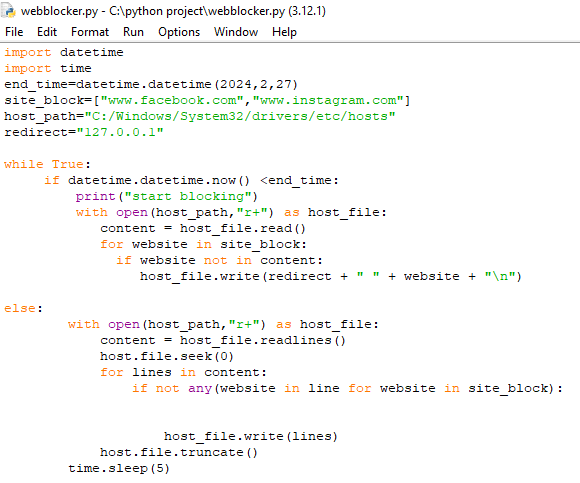 webblocker.py - C:\python project\webblocker.py (3.12.1)
File Edit Format Run Options Window Help
import datetime
import time
end_time=datetime.datetime(2024,2,27)
site_block=["www.facebook.com","www.instagram.com"]
host_path="C:/Windows/System32/drivers/etc/hosts"
redirect="127.0.0.1"

while True:
     if datetime.datetime.now() <end_time:
         print("start blocking")
         with open(host_path,"r+") as host_file:
            content = host_file.read()
            for website in site_block:
              if website not in content:
                 host_file.write(redirect + " " + website + "\n")

else:
        with open(host_path,"r+") as host_file:
            content = host_file.readlines()
            host.file.seek(0)
            for lines in content:
                if not any(website in line for website in site_block):


                    host_file.write(lines)
            host.file.truncate()
        time.sleep(5)